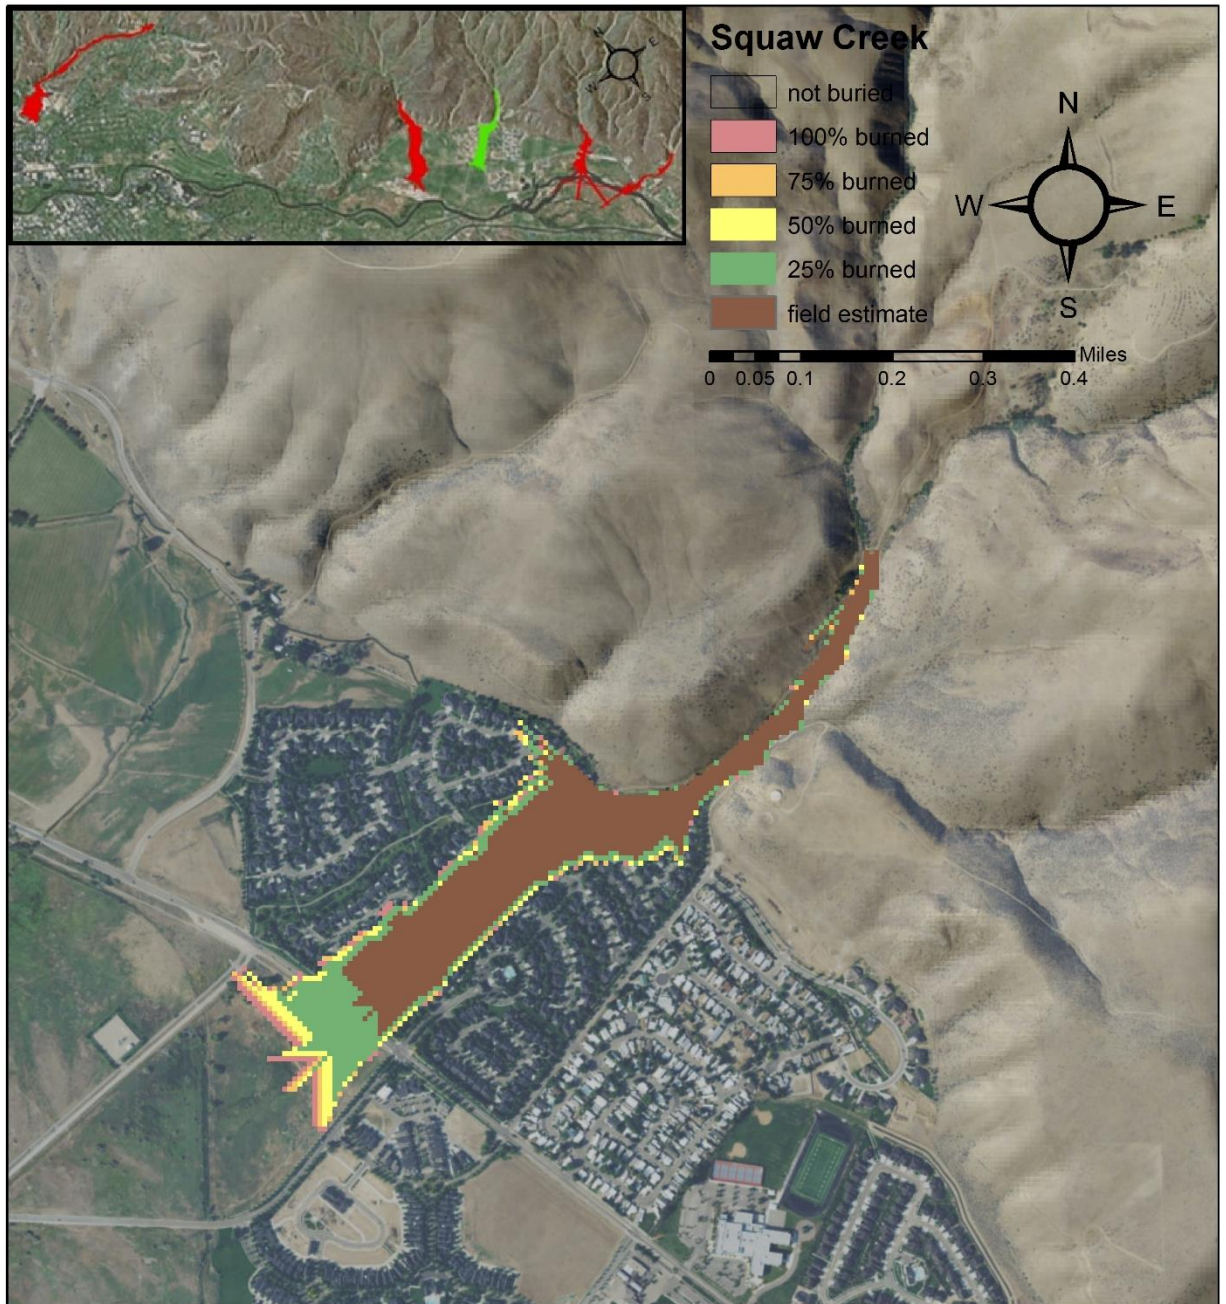 N
E
W
S
Squaw Creek
not buried
100% burned
75% burned
50% burned
25% burned
field estimate
N
W E
S
Miles
0 0.05 0.1 0.2 0.3 0.4